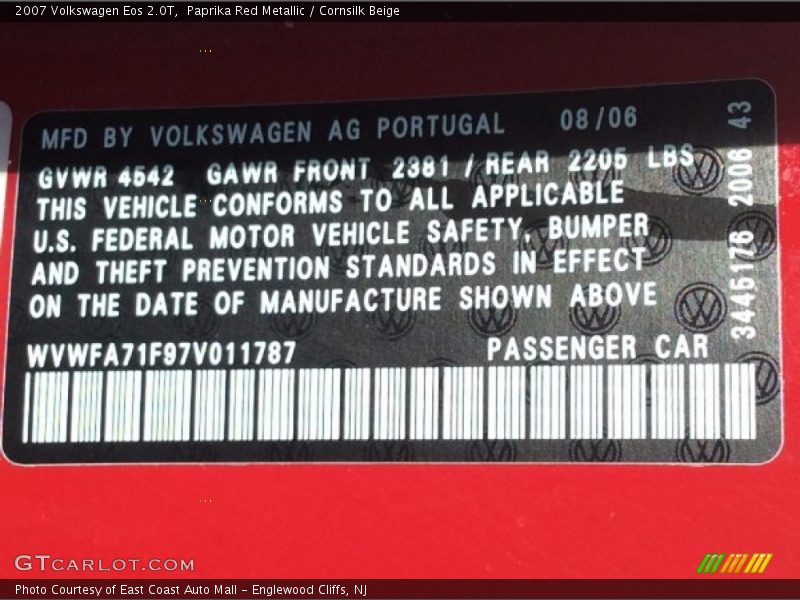 2007 Volkswagen Eos 2.0T,  Paprika Red Metallic / Cornsilk Beige
MFD BY VOLKSWAGEN AG PORTUGAL 08/06
GVWR 4542 GAWR FRONT 2381 / REAR 2205 LBS
THIS VEHICLE CONFORMS TO ALL APPLICABLE
U.S. FEDERAL MOTOR VEHICLE SAFETY, BUMPER
AND THEFT PREVENTION STANDARDS IN EFFECT
ON THE DATE OF MANUFACTURE SHOWN ABOVE
WVWFA71F97V011787 PASSENGER CAR
3445176 2006 43
GTCARLOT.COM
Photo Courtesy of East Coast Auto Mall - Englewood Cliffs, NJ